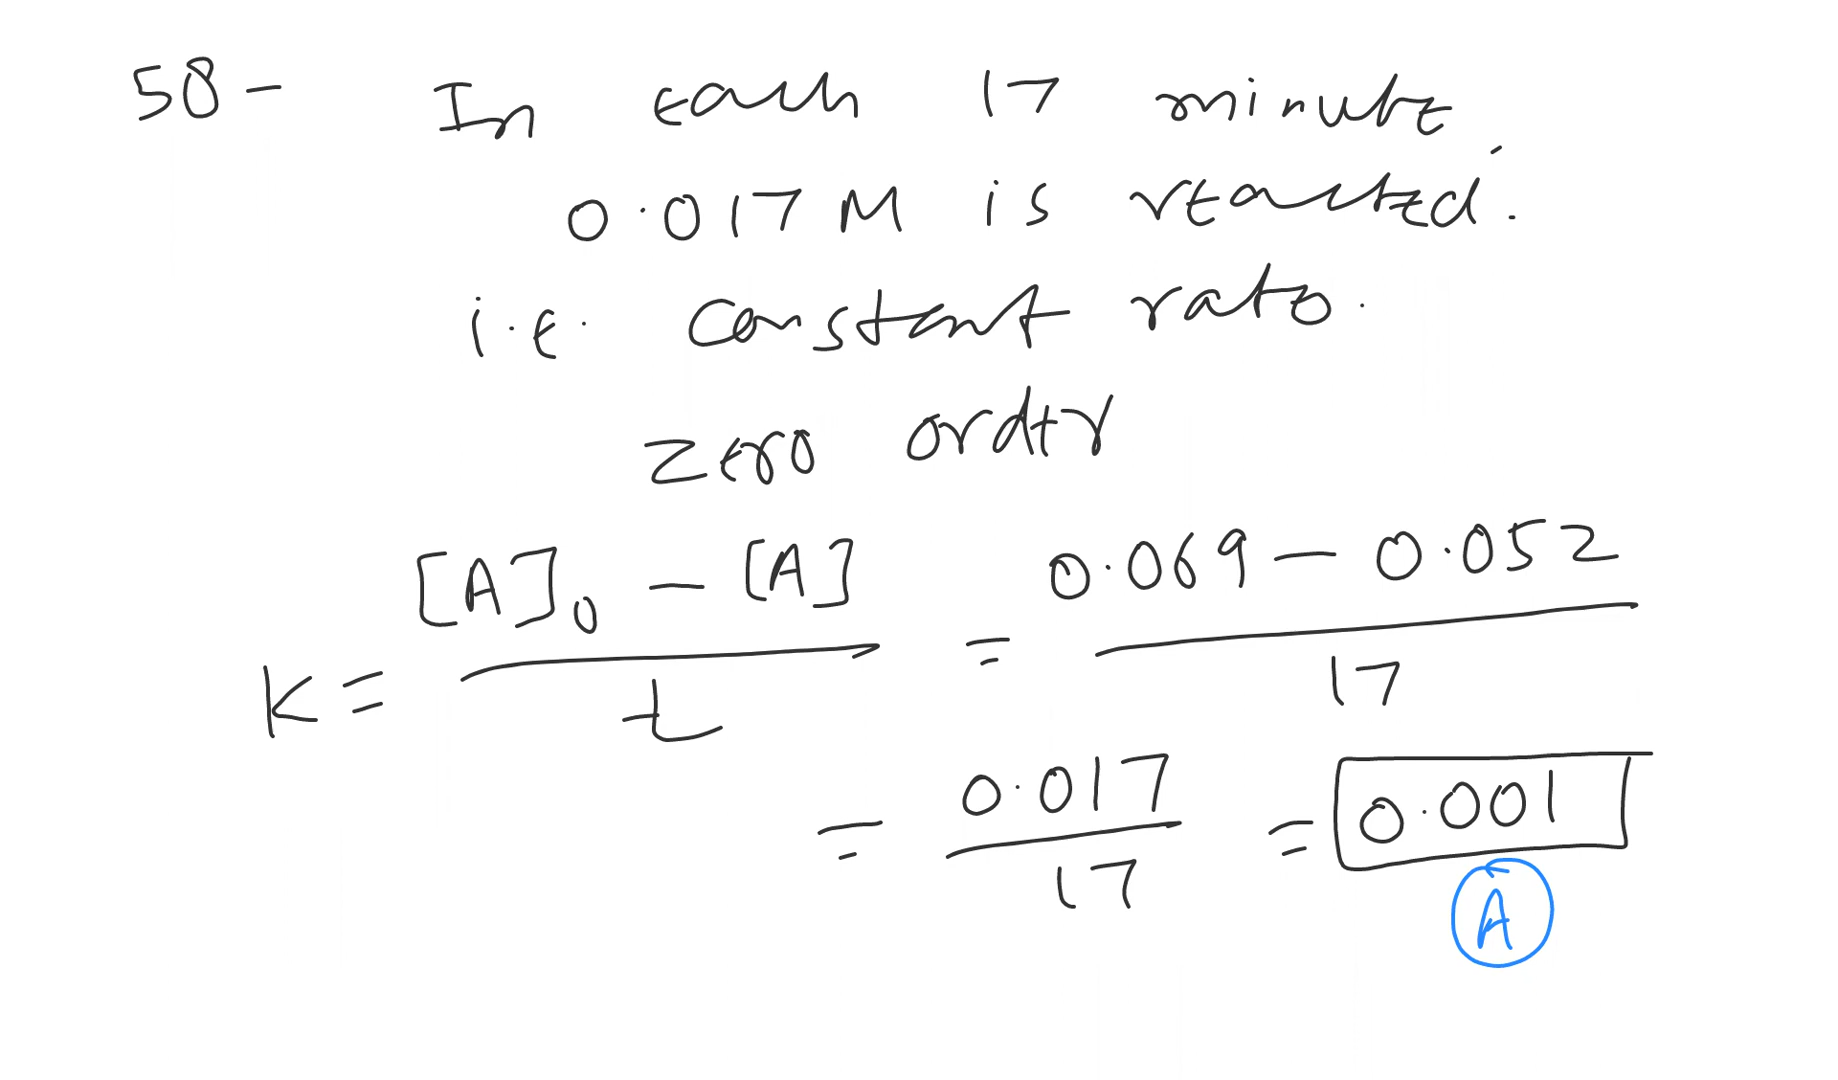 58- In each 17 minute
0.017 M is reacted.
i.e. constant rate.
zero order
K = [A]₀ - [A] / t = 0.069 - 0.052 / 17
= 0.017 / 17 = 0.001
A